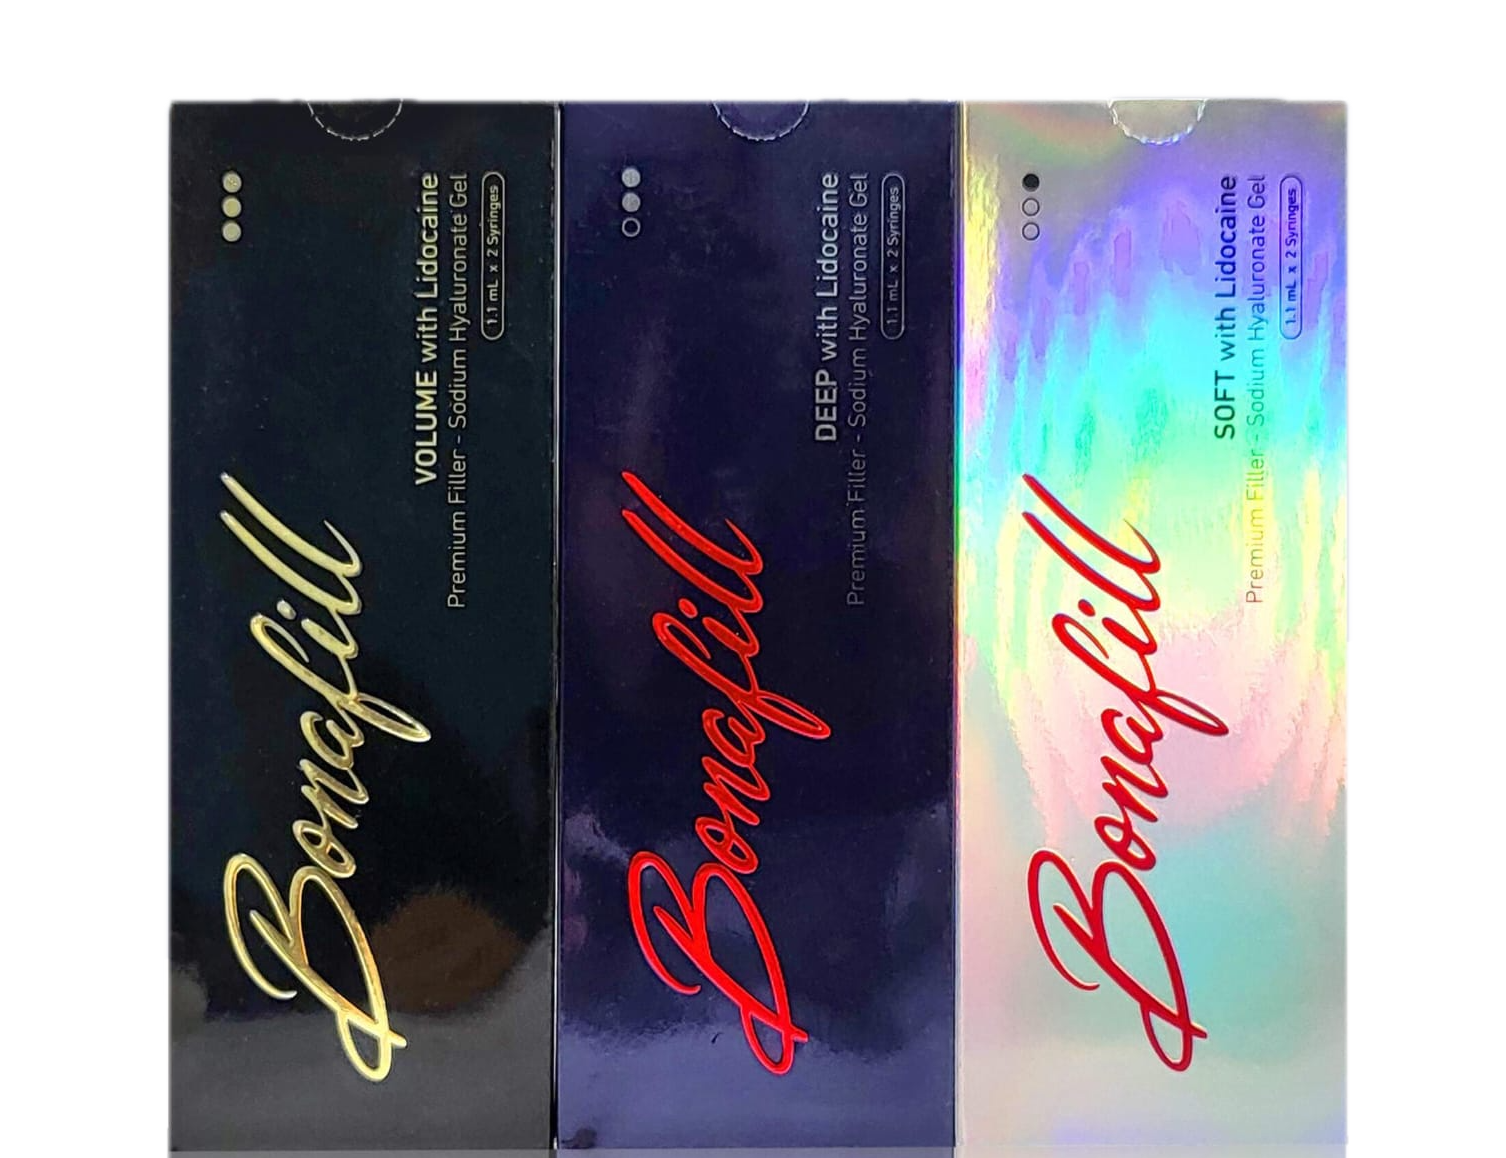 Bonafill
VOLUME with Lidocaine
Premium Filler - Sodium Hyaluronate Gel
1.1 mL x 2 Syringes
Bonafill
DEEP with Lidocaine
Premium Filler - Sodium Hyaluronate Gel
1.1 mL x 2 Syringes
Bonafill
SOFT with Lidocaine
Premium Filler - Sodium Hyaluronate Gel
1.1 mL x 2 Syringes